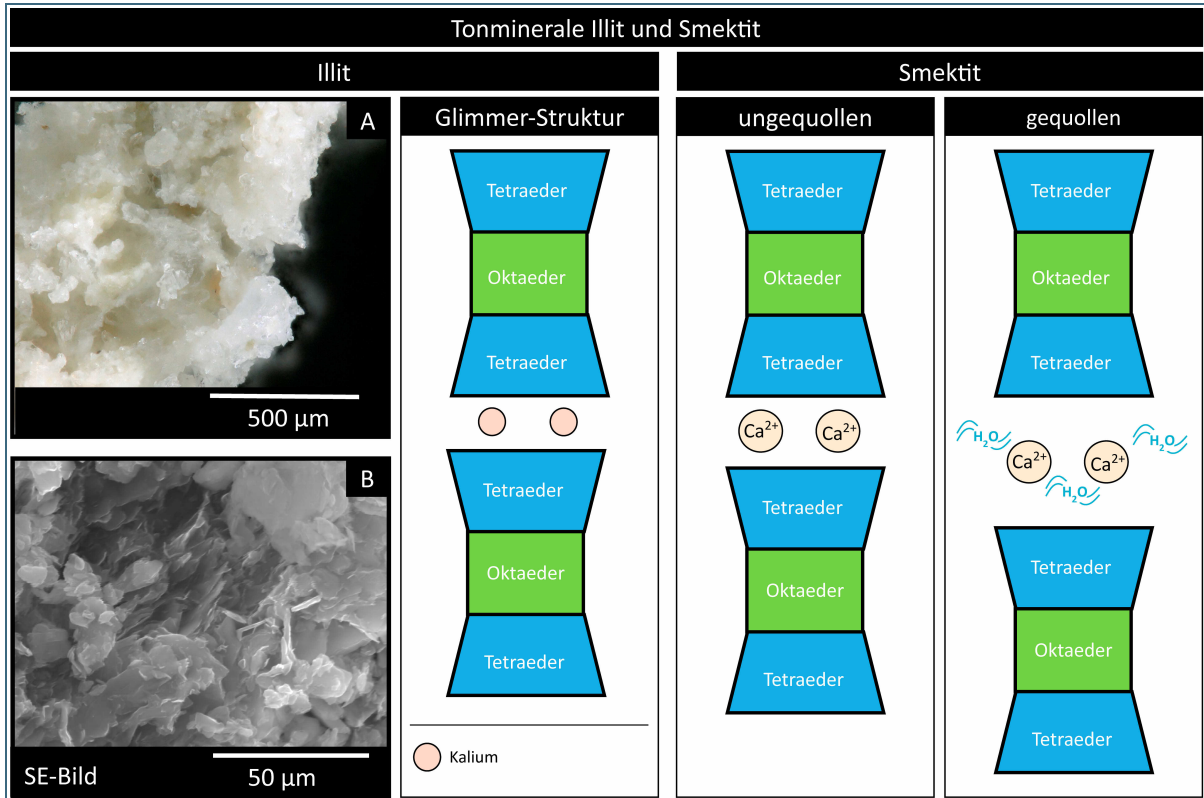 Tonminerale Illit und Smektit
Illit
A
500 µm
B
SE-Bild
50 µm
Glimmer-Struktur
Tetraeder
Oktaeder
Tetraeder
Tetraeder
Oktaeder
Tetraeder
Kalium
Smektit
ungequollen
Tetraeder
Oktaeder
Tetraeder
Ca²⁺ Ca²⁺
Tetraeder
Oktaeder
Tetraeder
gequollen
Tetraeder
Oktaeder
Tetraeder
H₂O H₂O
Ca²⁺ Ca²⁺
H₂O
Tetraeder
Oktaeder
Tetraeder